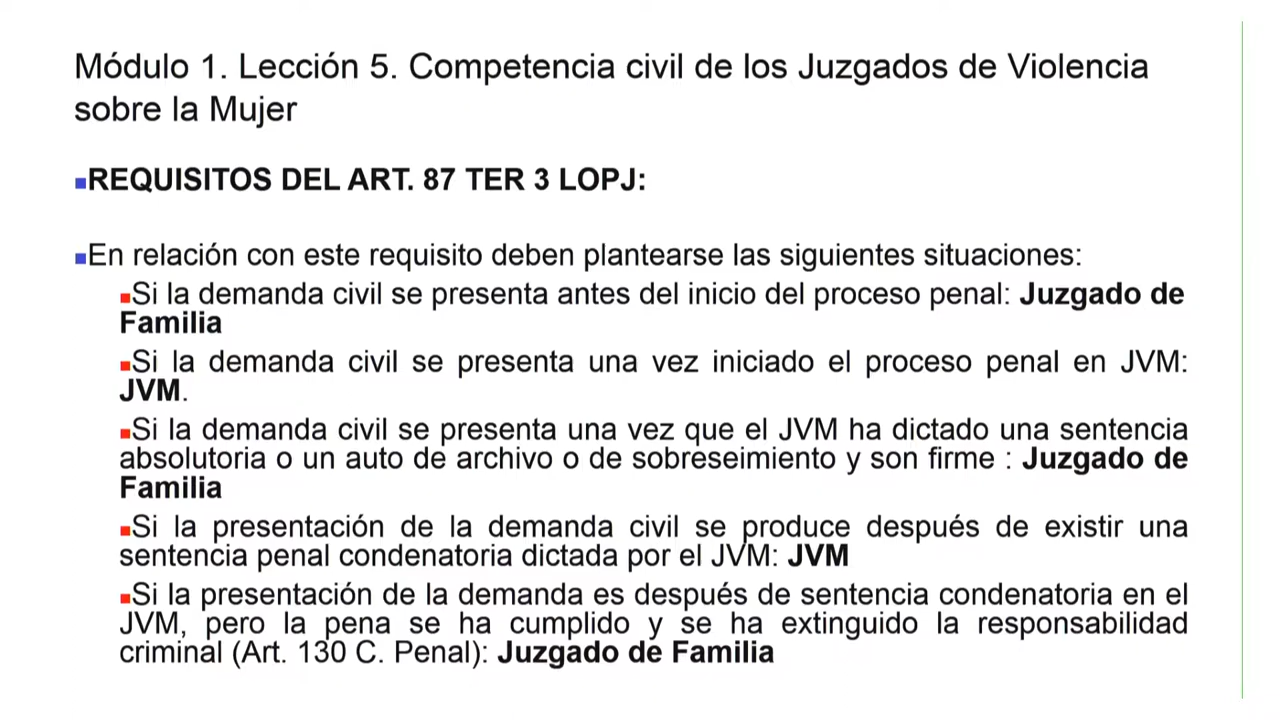 Módulo 1. Lección 5. Competencia civil de los Juzgados de Violencia
sobre la Mujer
REQUISITOS DEL ART. 87 TER 3 LOPJ:
En relación con este requisito deben plantearse las siguientes situaciones:
Si la demanda civil se presenta antes del inicio del proceso penal: Juzgado de
Familia
Si la demanda civil se presenta una vez iniciado el proceso penal en JVM:
JVM.
Si la demanda civil se presenta una vez que el JVM ha dictado una sentencia
absolutoria o un auto de archivo o de sobreseimiento y son firme : Juzgado de
Familia
Si la presentación de la demanda civil se produce después de existir una
sentencia penal condenatoria dictada por el JVM: JVM
Si la presentación de la demanda es después de sentencia condenatoria en el
JVM, pero la pena se ha cumplido y se ha extinguido la responsabilidad
criminal (Art. 130 C. Penal): Juzgado de Familia